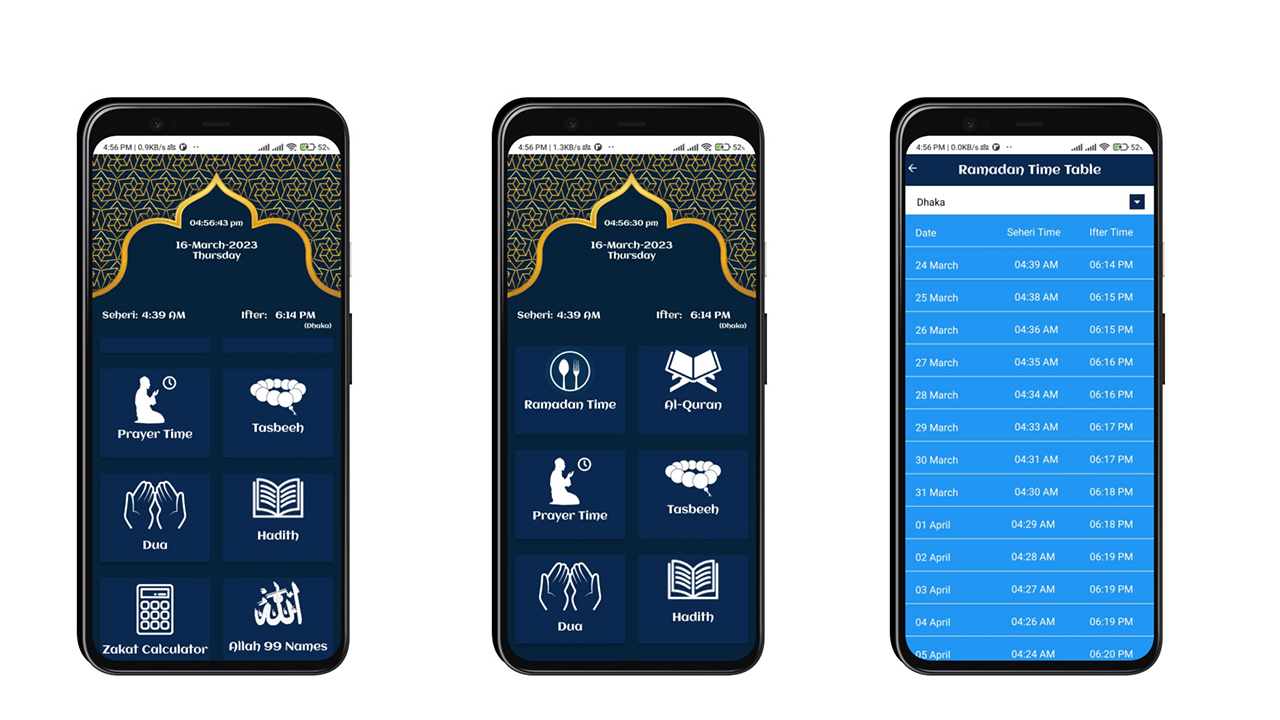 4:56 PM | 0.9KB/s
52%
04:56:43 pm
16-March-2023
Thursday
Seheri: 4:39 AM Ifter: 6:14 PM
(Dhaka)
Prayer Time Tasbeeh
Dua Hadith
Zakat Calculator Allah 99 Names
الله
4:56 PM | 1.3KB/s
52%
04:56:30 pm
16-March-2023
Thursday
Seheri: 4:39 AM Ifter: 6:14 PM
(Dhaka)
Ramadan Time Al-Quran
Prayer Time Tasbeeh
Dua Hadith
4:56 PM | 0.0KB/s
52%
Ramadan Time Table
Dhaka
Date Seheri Time Ifter Time
24 March 04:39 AM 06:14 PM
25 March 04:38 AM 06:15 PM
26 March 04:36 AM 06:15 PM
27 March 04:35 AM 06:16 PM
28 March 04:34 AM 06:16 PM
29 March 04:33 AM 06:17 PM
30 March 04:31 AM 06:17 PM
31 March 04:30 AM 06:18 PM
01 April 04:29 AM 06:18 PM
02 April 04:28 AM 06:19 PM
03 April 04:27 AM 06:19 PM
04 April 04:26 AM 06:19 PM
05 April 04:24 AM 06:20 PM